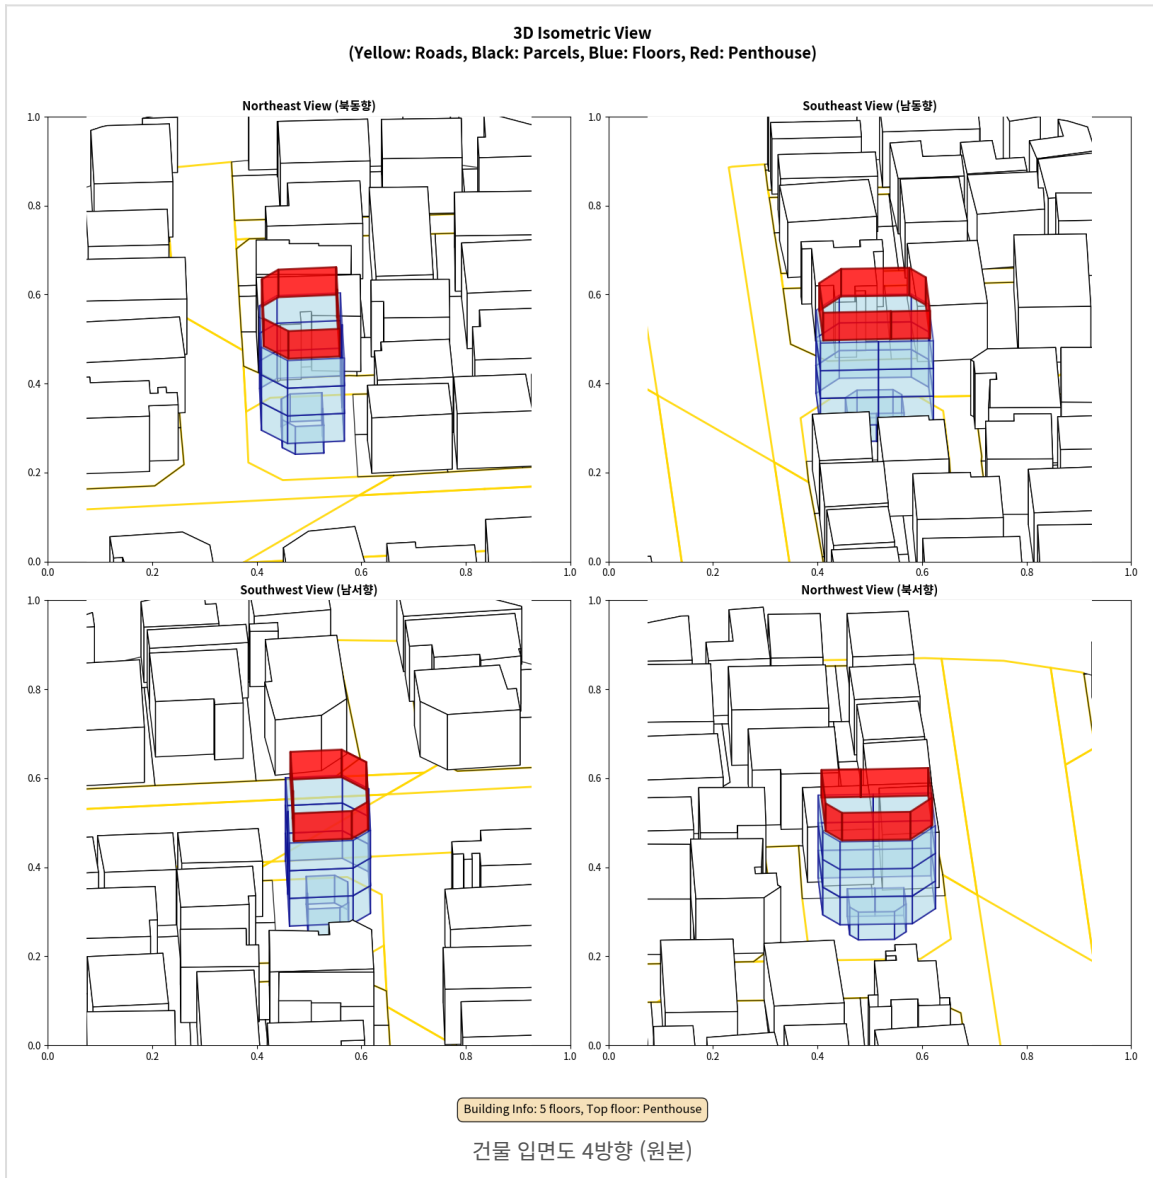 3D Isometric View
(Yellow: Roads, Black: Parcels, Blue: Floors, Red: Penthouse)
Northeast View (북동향)
1.0
0.8
0.6
0.4
0.2
0.0
0.0 0.2 0.4 0.6 0.8 1.0
Southeast View (남동향)
1.0
0.8
0.6
0.4
0.2
0.0
0.0 0.2 0.4 0.6 0.8 1.0
Southwest View (남서향)
1.0
0.8
0.6
0.4
0.2
0.0
0.0 0.2 0.4 0.6 0.8 1.0
Northwest View (북서향)
1.0
0.8
0.6
0.4
0.2
0.0
0.0 0.2 0.4 0.6 0.8 1.0
Building Info: 5 floors, Top floor: Penthouse
건물 입면도 4방향 (원본)